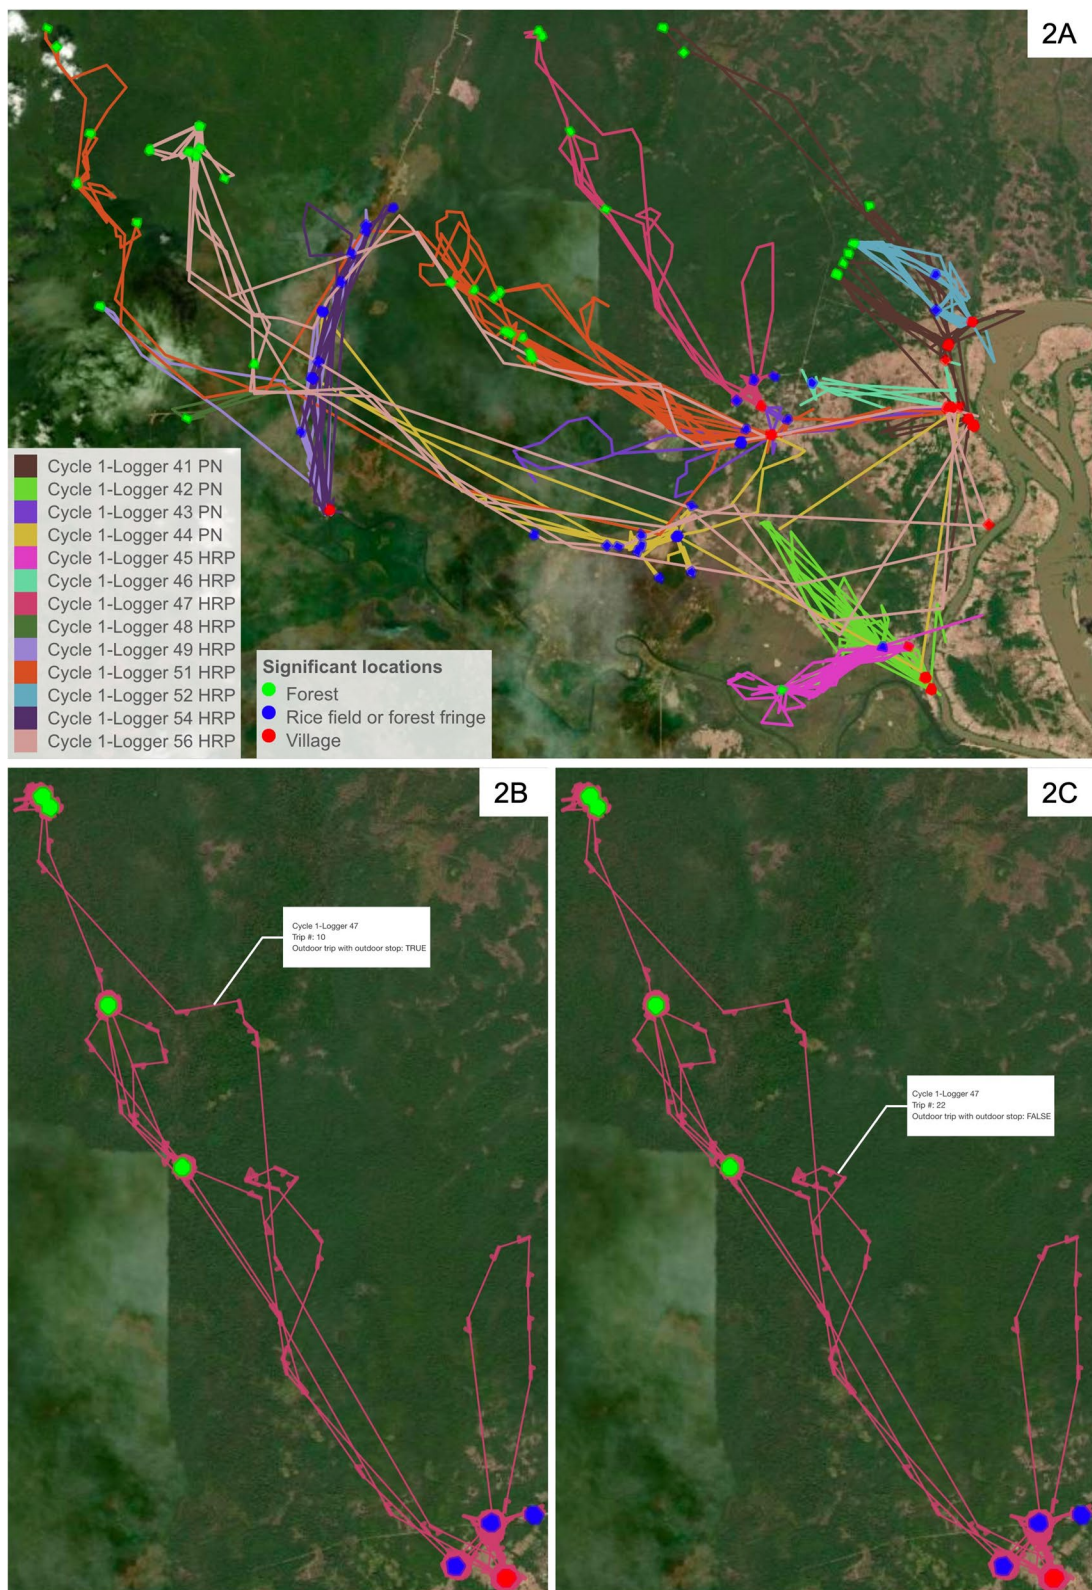 2A
Cycle 1-Logger 41 PN
Cycle 1-Logger 42 PN
Cycle 1-Logger 43 PN
Cycle 1-Logger 44 PN
Cycle 1-Logger 45 HRP
Cycle 1-Logger 46 HRP
Cycle 1-Logger 47 HRP
Cycle 1-Logger 48 HRP
Cycle 1-Logger 49 HRP
Cycle 1-Logger 51 HRP
Cycle 1-Logger 52 HRP
Cycle 1-Logger 54 HRP
Cycle 1-Logger 56 HRP
Significant locations
Forest
Rice field or forest fringe
Village
2B
Cycle 1-Logger 47
Trip #: 10
Outdoor trip with outdoor stop: TRUE
2C
Cycle 1-Logger 47
Trip #: 22
Outdoor trip with outdoor stop: FALSE